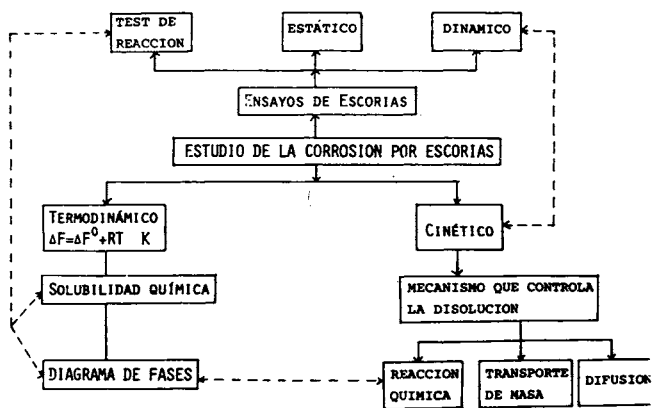 TEST DE
REACCION
ESTÁTICO
DINAMICO
ENSAYOS DE ESCORIAS
ESTUDIO DE LA CORROSION POR ESCORIAS
TERMODINÁMICO
ΔF=ΔF⁰+RT K
CINÉTICO
SOLUBILIDAD QUÍMICA
MECANISMO QUE CONTROLA
LA DISOLUCION
DIAGRAMA DE FASES
REACCION
QUIMICA
TRANSPORTE
DE MASA
DIFUSION